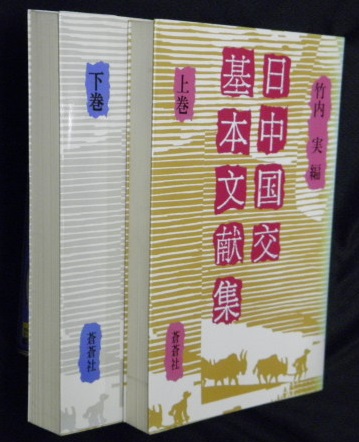 竹内 実 編
日中国交
基本文献集
上巻
蒼蒼社
下巻
蒼蒼社